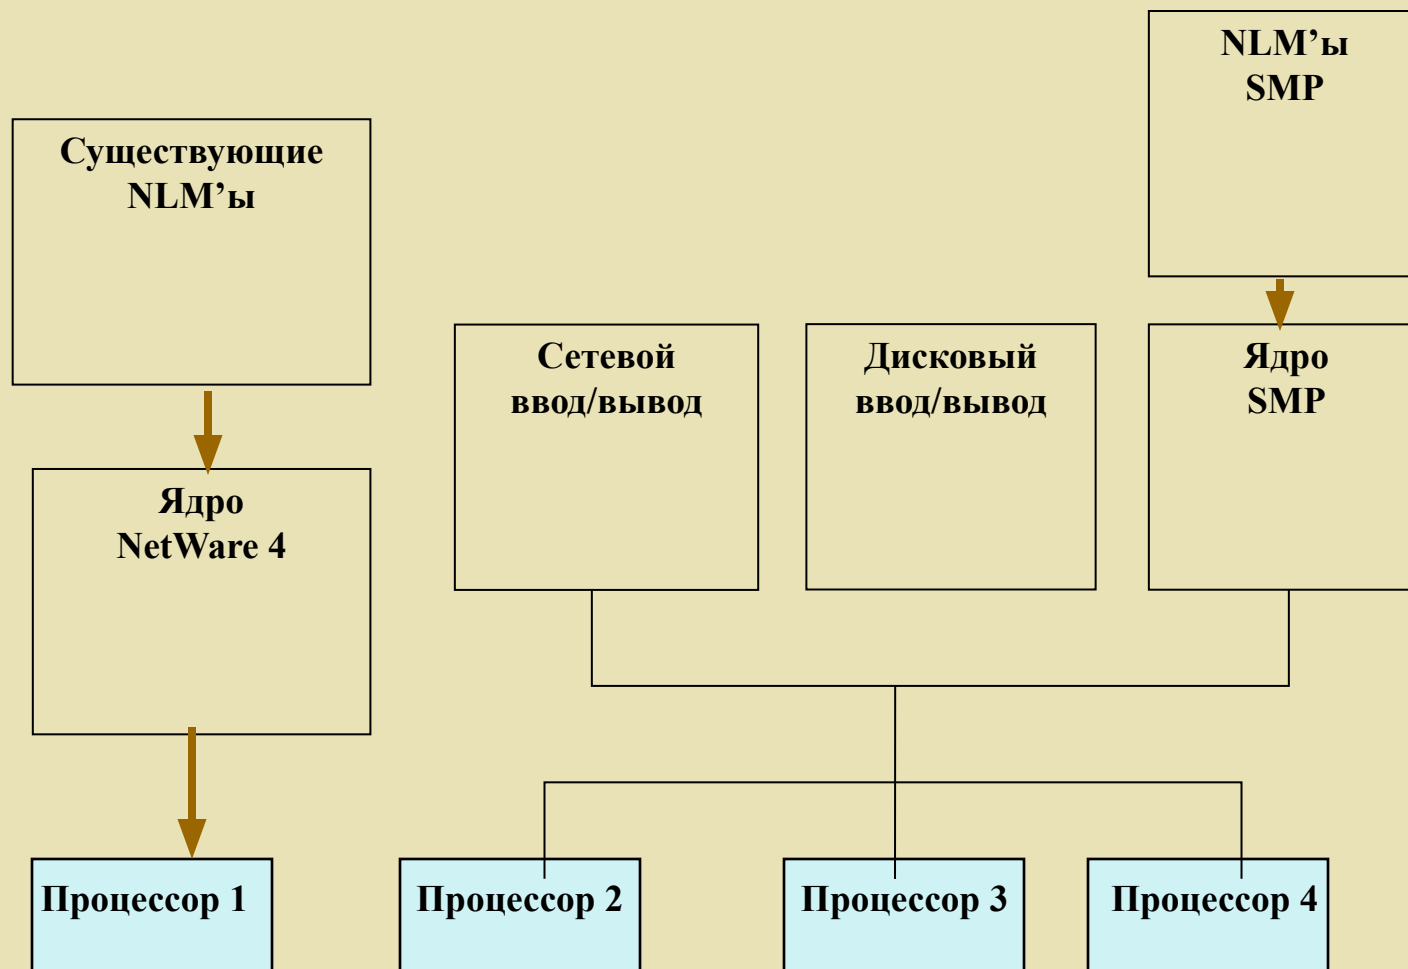 NLM’ы
SMP
Существующие
NLM’ы
Сетевой
ввод/вывод
Дисковый
ввод/вывод
Ядро
SMP
Ядро
NetWare 4
Процессор 1
Процессор 2
Процессор 3
Процессор 4